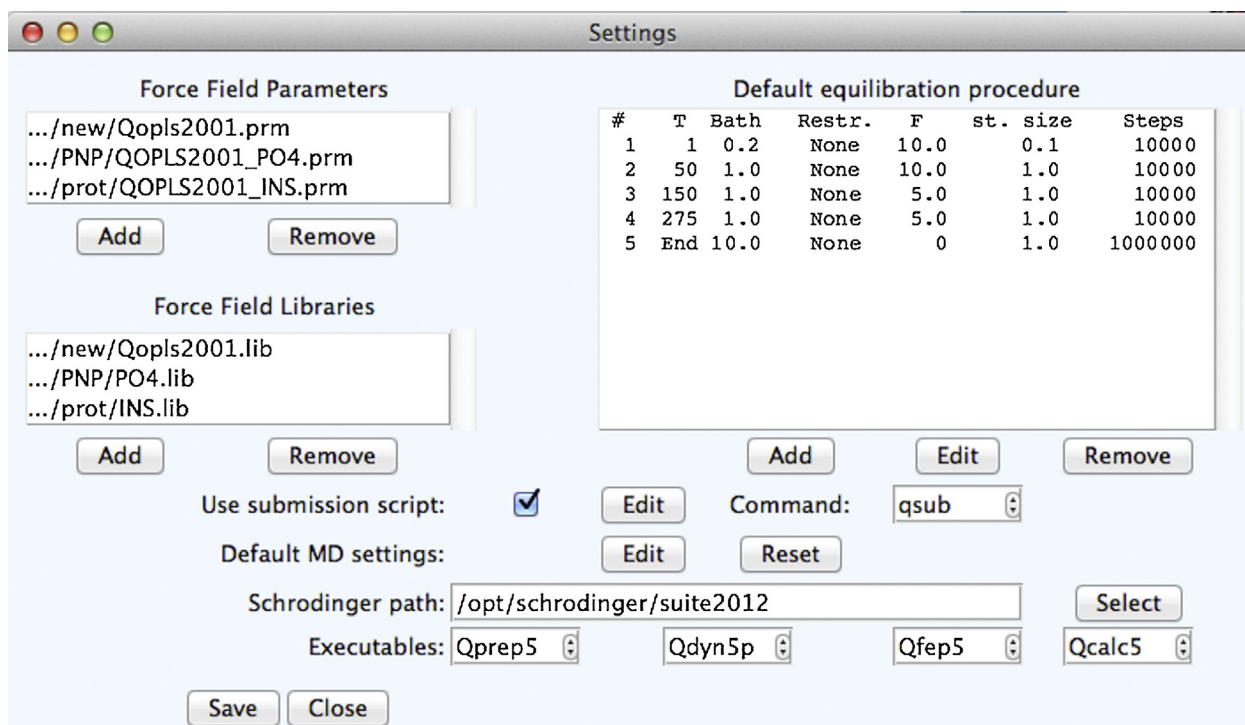 Settings
Force Field Parameters
.../new/Qopls2001.prm
.../PNP/QOPLS2001_PO4.prm
.../prot/QOPLS2001_INS.prm
Add Remove
Force Field Libraries
.../new/Qopls2001.lib
.../PNP/PO4.lib
.../prot/INS.lib
Add Remove
Default equilibration procedure
# T Bath Restr. F st. size Steps
1 1 0.2 None 10.0 0.1 10000
2 50 1.0 None 10.0 1.0 10000
3 150 1.0 None 5.0 1.0 10000
4 275 1.0 None 5.0 1.0 10000
5 End 10.0 None 0 1.0 1000000
Add Edit Remove
Use submission script: Edit Command: qsub
Default MD settings: Edit Reset
Schrodinger path: /opt/schrodinger/suite2012 Select
Executables: Qprep5 Qdyn5p Qfep5 Qcalc5
Save Close